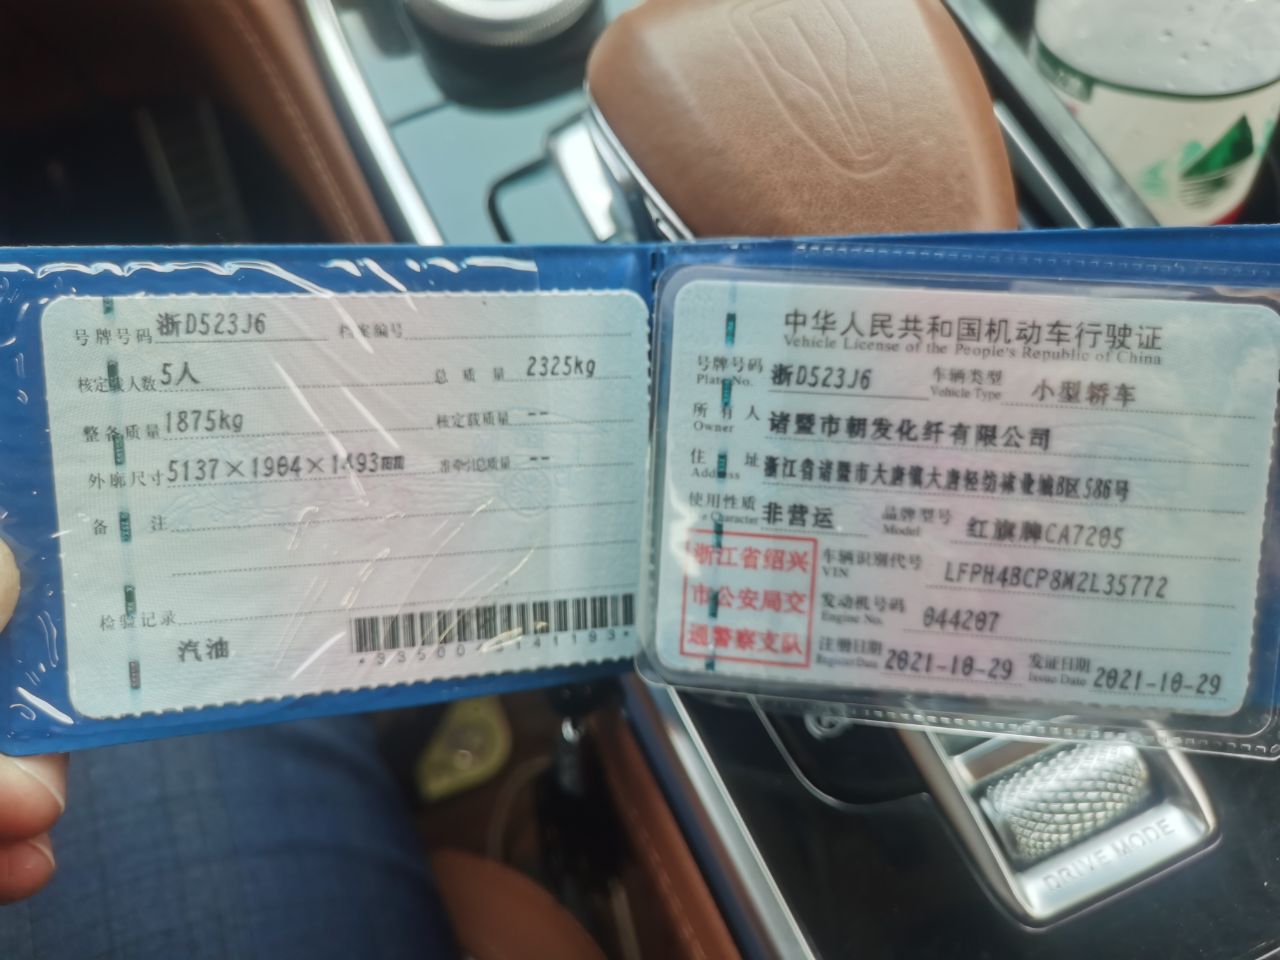 号牌号码 浙D523J6 档案编号
核定载人数 5人 总质量 2325kg
整备质量 1875kg 核定载质量 --
外廓尺寸 5137×1904×1493mm 准牵引总质量 --
备注
检验记录
汽油
中华人民共和国机动车行驶证
Vehicle License of the People's Republic of China
号牌号码 浙D523J6 车辆类型 小型轿车
Plate No. Vehicle Type
所有人 诸暨市朝发化纤有限公司
Owner
住址 浙江省诸暨市大唐镇大唐轻纺袜业城B区586号
Address
使用性质 非营运 品牌型号 红旗牌CA7205
Character Model
浙江省绍兴
市公安局交
通警察支队
车辆识别代号 LFPH4BCP8M2L35772
VIN
发动机号码 044207
Engine No.
注册日期 2021-10-29 发证日期 2021-10-29
Register Date Issue Date
DRIVE MODE